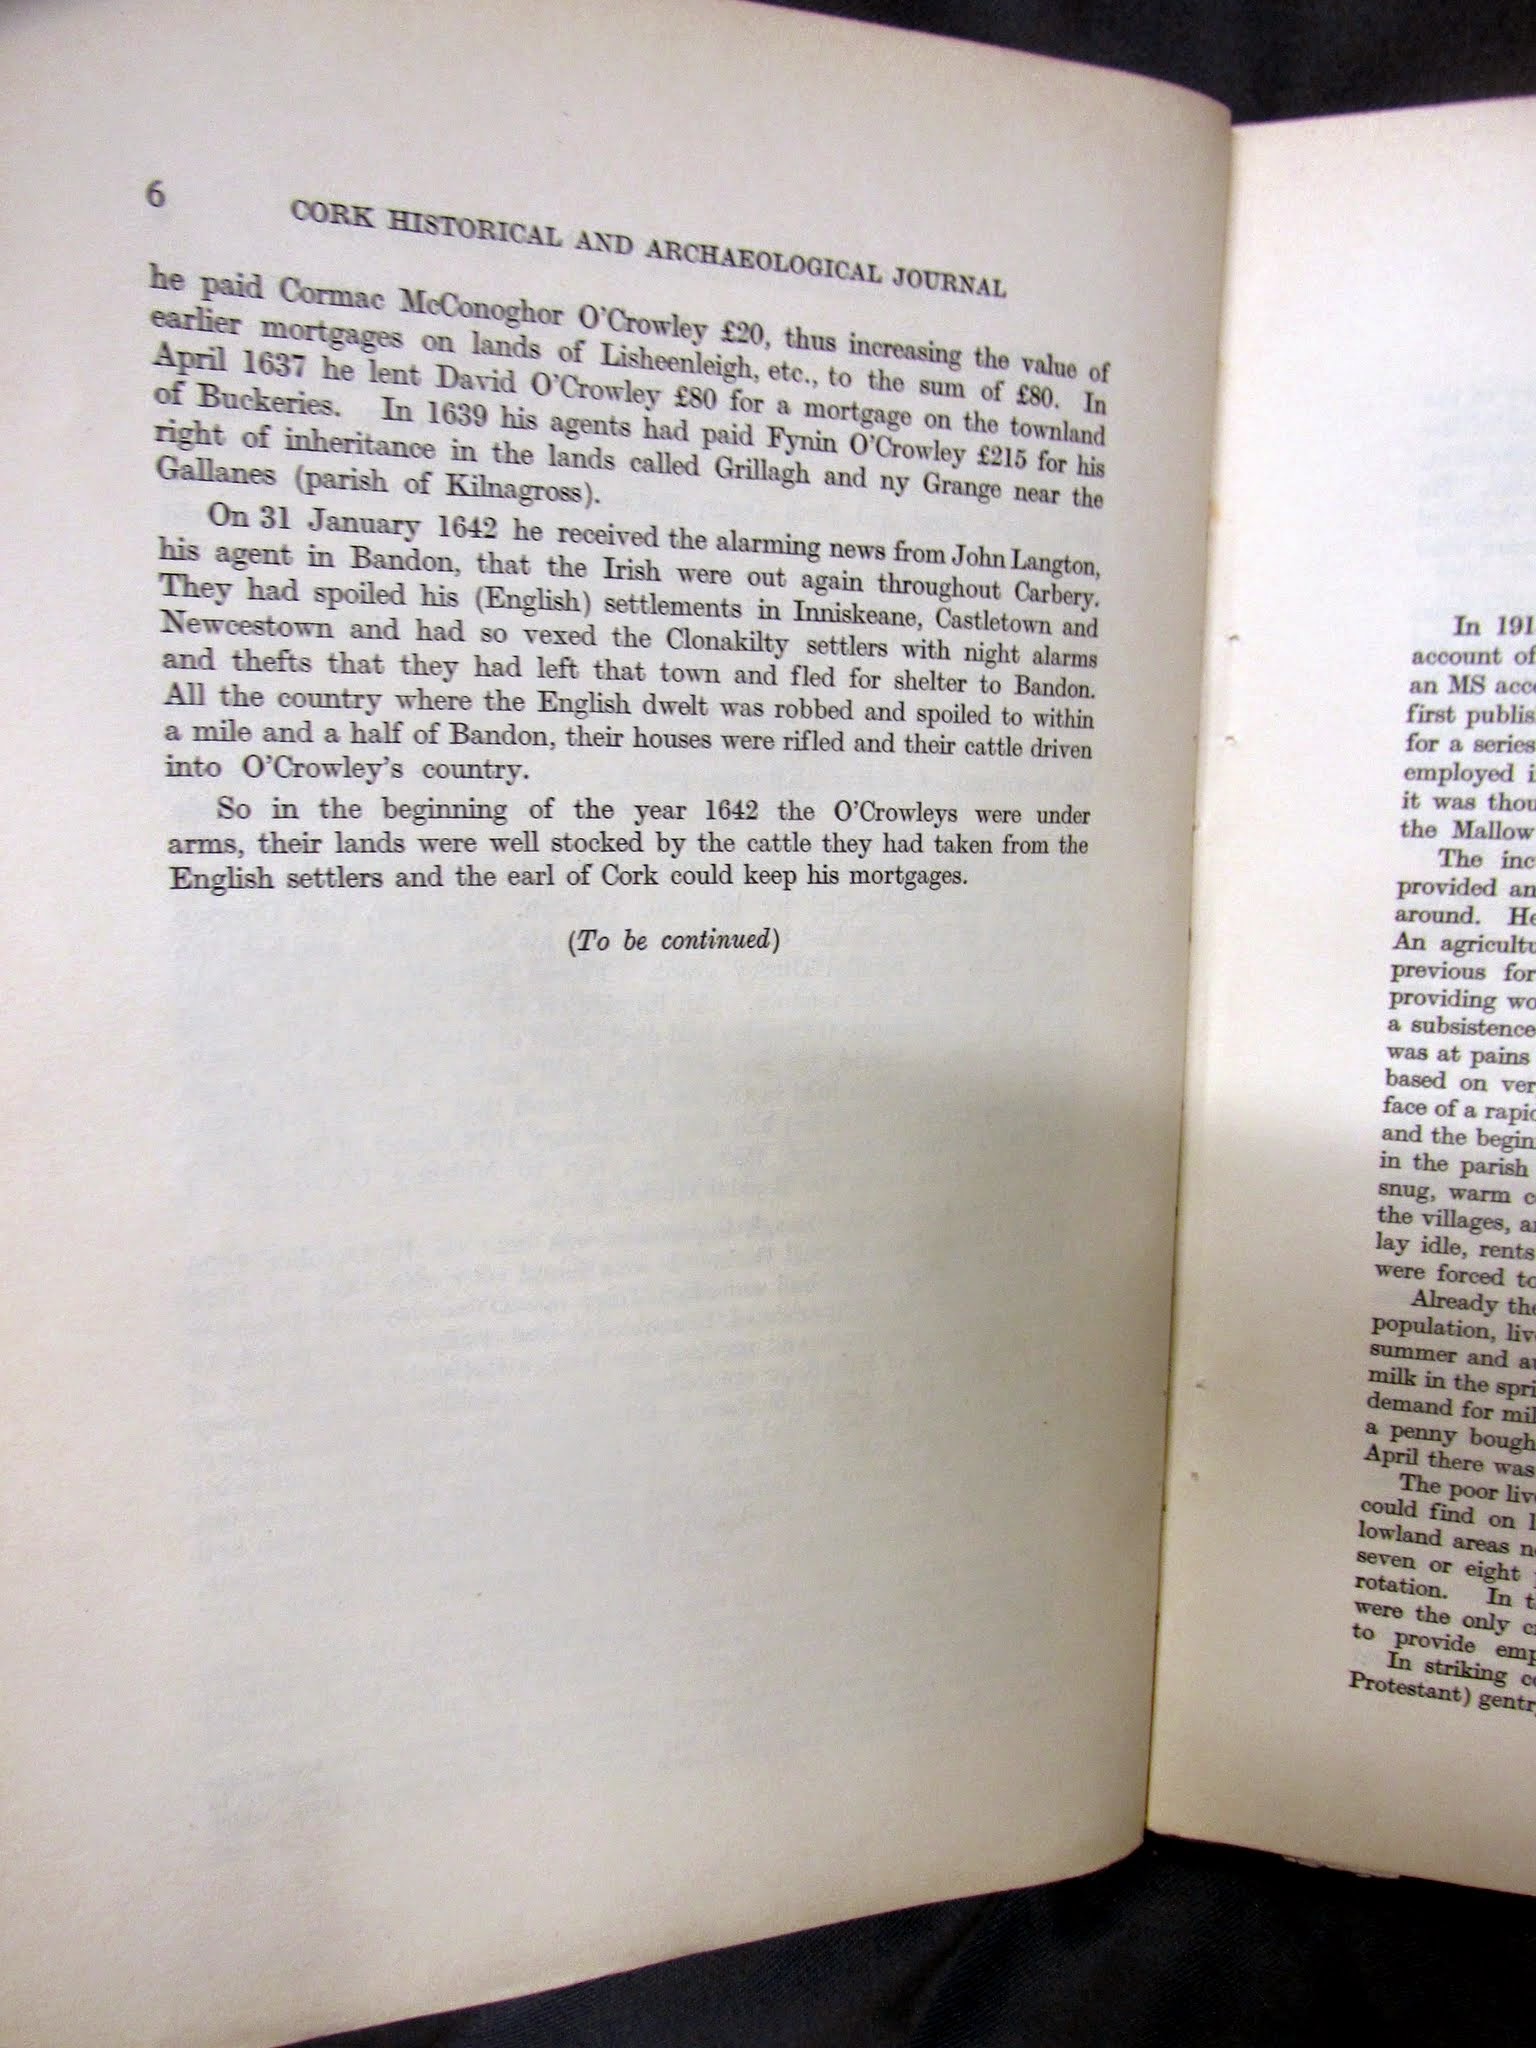 6
CORK HISTORICAL AND ARCHAEOLOGICAL JOURNAL
he paid Cormac McConoghor O'Crowley £20, thus increasing the value of
earlier mortgages on lands of Lisheenleigh, etc., to the sum of £80. In
April 1637 he lent David O'Crowley £80 for a mortgage on the townland
of Buckeries. In 1639 his agents had paid Fynin O'Crowley £215 for his
right of inheritance in the lands called Grillagh and ny Grange near the
Gallanes (parish of Kilnagross).
On 31 January 1642 he received the alarming news from John Langton,
his agent in Bandon, that the Irish were out again throughout Carbery.
They had spoiled his (English) settlements in Inniskeane, Castletown and
Newcestown and had so vexed the Clonakilty settlers with night alarms
and thefts that they had left that town and fled for shelter to Bandon.
All the country where the English dwelt was robbed and spoiled to within
a mile and a half of Bandon, their houses were rifled and their cattle driven
into O'Crowley's country.
So in the beginning of the year 1642 the O'Crowleys were under
arms, their lands were well stocked by the cattle they had taken from the
English settlers and the earl of Cork could keep his mortgages.
(To be continued)
In 191
account of
an MS acc
first publis
for a series
employed i
it was thou
the Mallow
The inc
provided an
around. He
An agricultu
previous for
providing wo
a subsistence
was at pains
based on ver
face of a rapi
and the begin
in the parish
snug, warm c
the villages, a
lay idle, rents
were forced to
Already the
population, liv
summer and au
milk in the spri
demand for mil
a penny bough
April there was
The poor liv
could find on l
lowland areas n
seven or eight
rotation. In t
were the only c
to provide emp
In striking c
Protestant) gentr